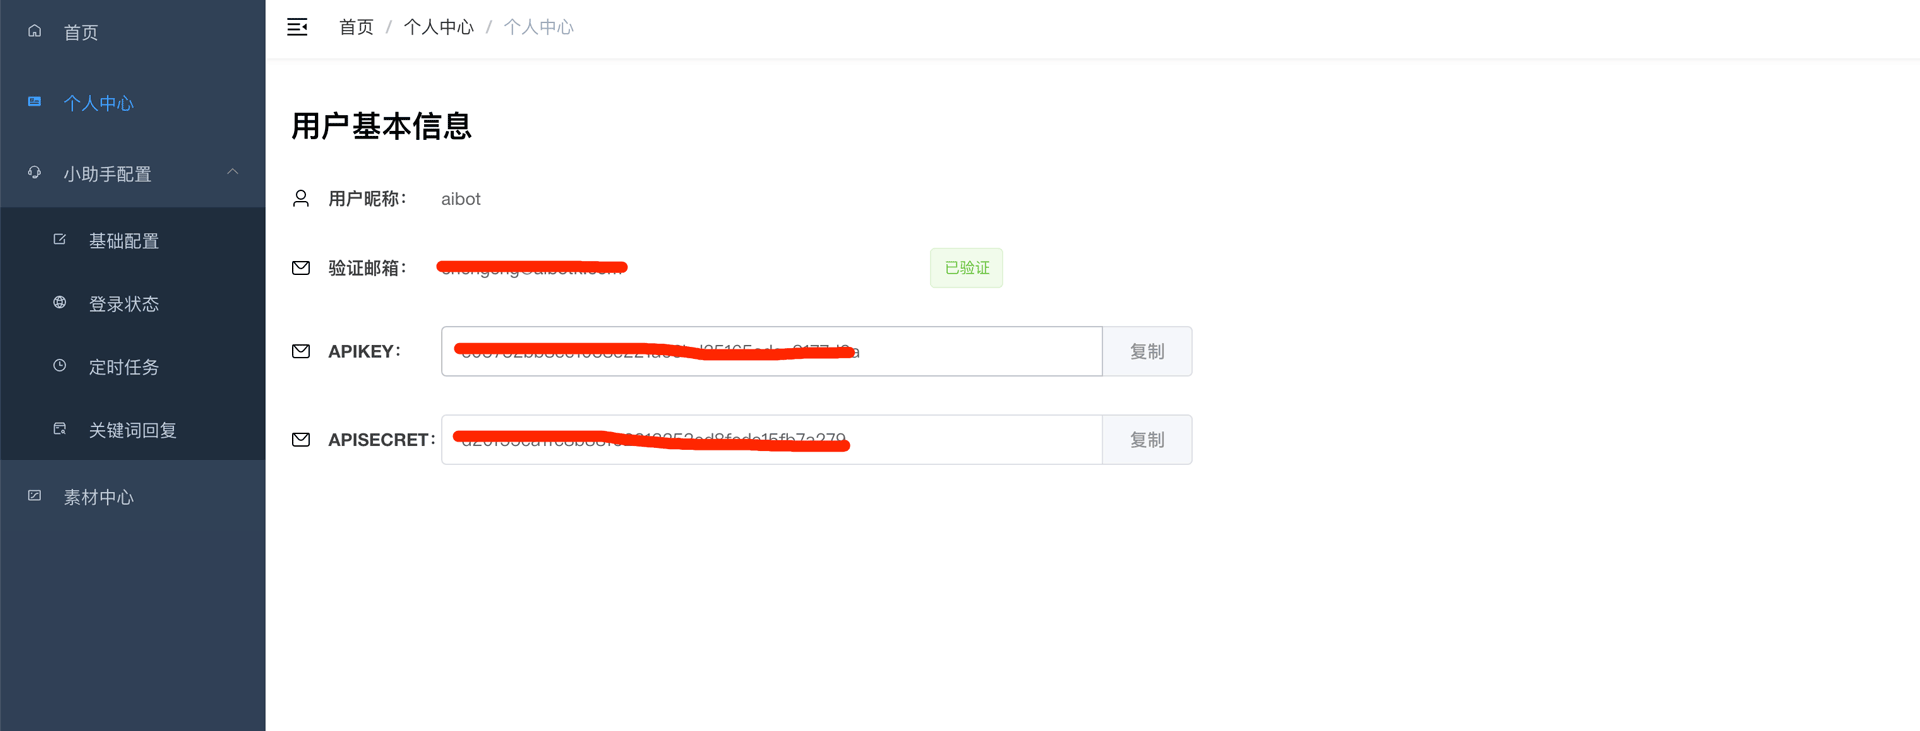 首页
个人中心
小助手配置
基础配置
登录状态
定时任务
关键词回复
素材中心
首页 / 个人中心 / 个人中心
用户基本信息
用户昵称： aibot
验证邮箱： 已验证
APIKEY： 复制
APISECRET： 复制